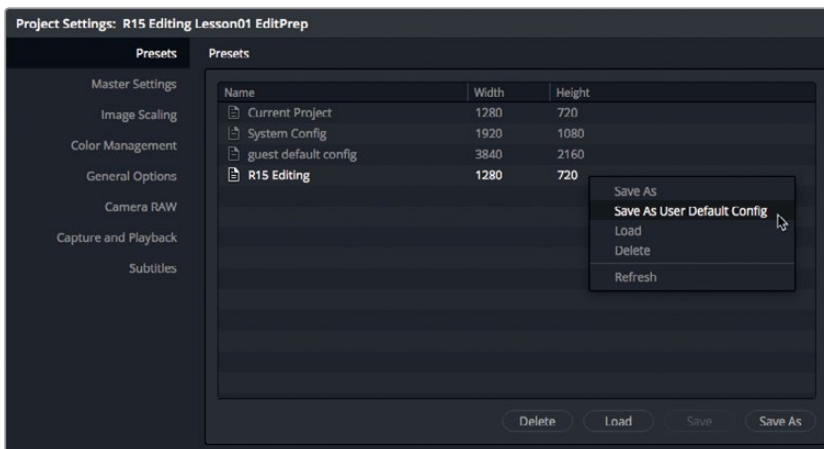 Project Settings: R15 Editing Lesson01 EditPrep
Presets
Master Settings
Image Scaling
Color Management
General Options
Camera RAW
Capture and Playback
Subtitles
Presets
Name Width Height
Current Project 1280 720
System Config 1920 1080
guest default config 3840 2160
R15 Editing 1280 720
Save As
Save As User Default Config
Load
Delete
Refresh
Delete Load Save Save As